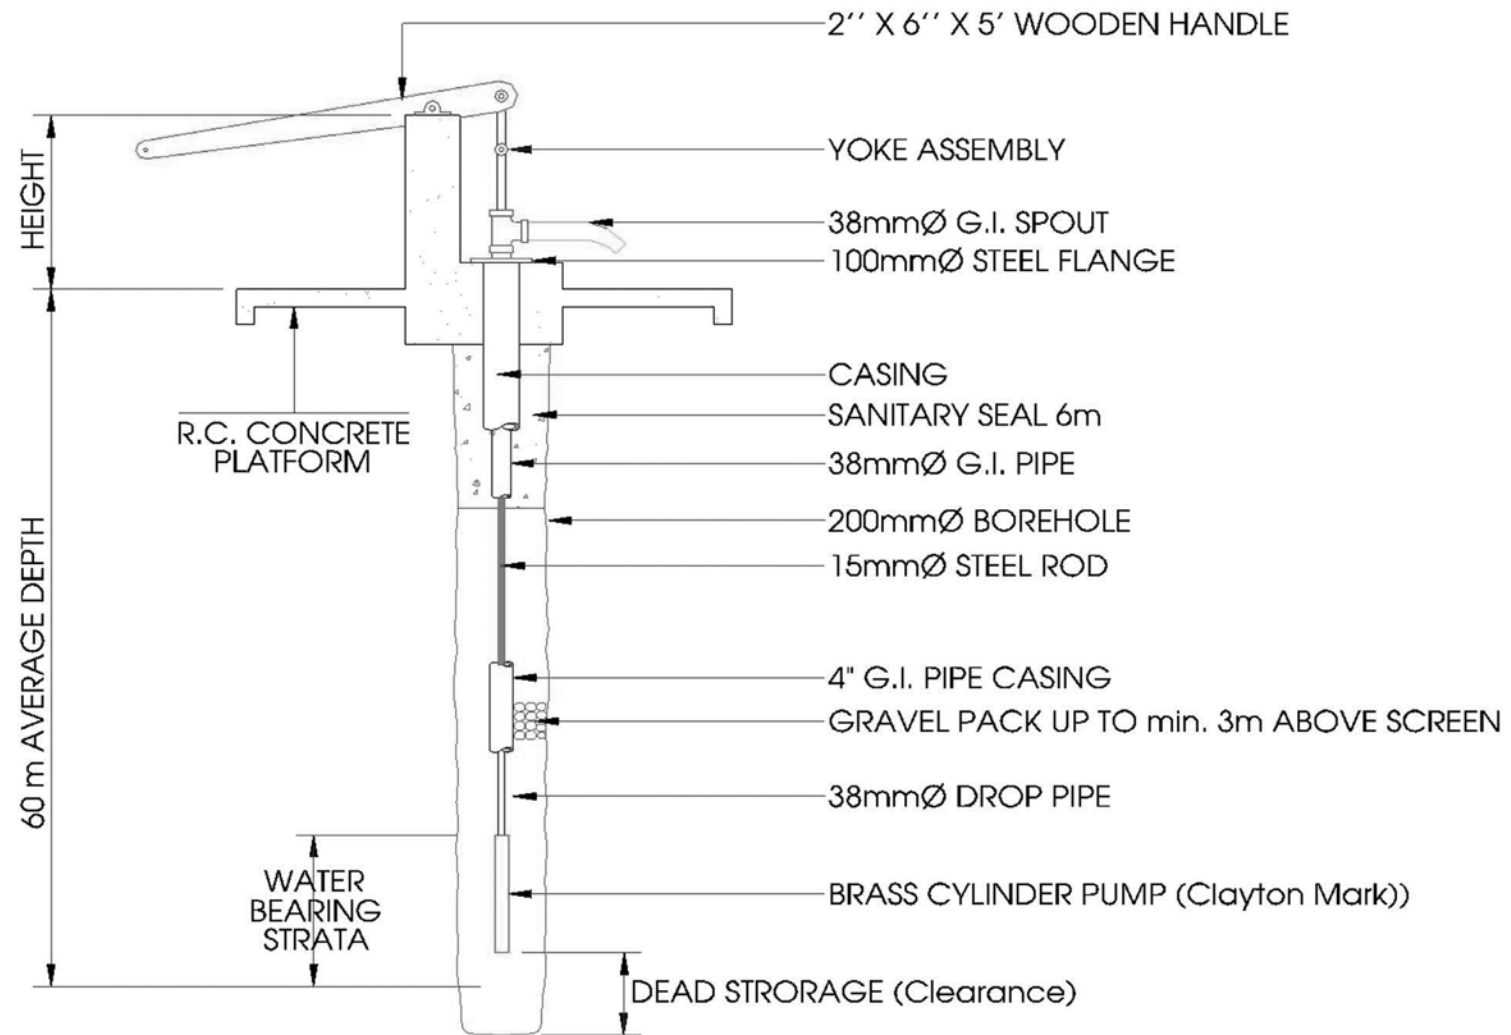 2'' X 6'' X 5' WOODEN HANDLE
HEIGHT
YOKE ASSEMBLY
38mmØ G.I. SPOUT
100mmØ STEEL FLANGE
CASING
SANITARY SEAL 6m
R.C. CONCRETE
PLATFORM
38mmØ G.I. PIPE
200mmØ BOREHOLE
15mmØ STEEL ROD
60 m AVERAGE DEPTH
4" G.I. PIPE CASING
GRAVEL PACK UP TO min. 3m ABOVE SCREEN
38mmØ DROP PIPE
WATER
BEARING
STRATA
BRASS CYLINDER PUMP (Clayton Mark))
DEAD STRORAGE (Clearance)